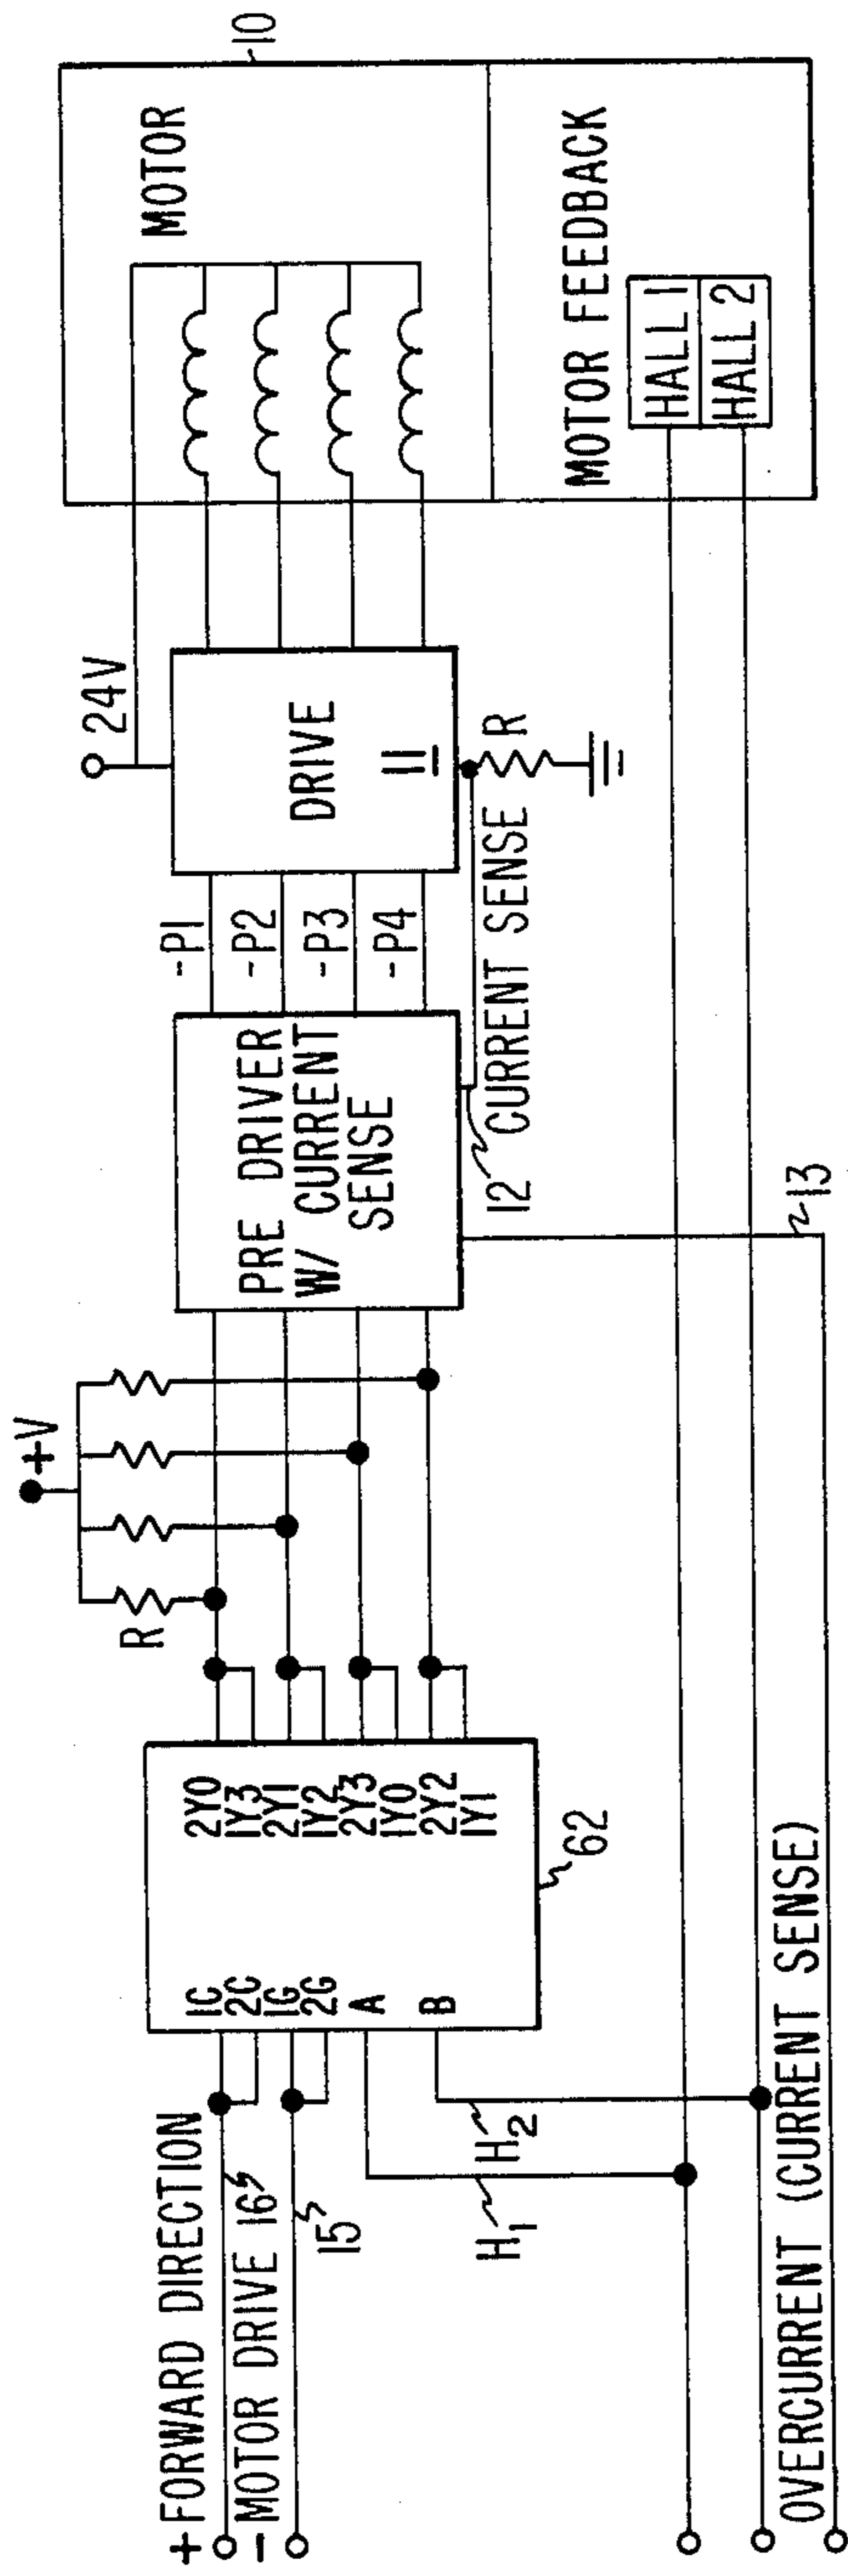 +FORWARD DIRECTION
-MOTOR DRIVE 16
15
H1
H2
1C
2C
1G
2G
A
B
2Y0
1Y3
2Y1
1Y2
2Y3
1Y0
2Y2
1Y1
62
R
+V
PRE DRIVER
W/ CURRENT
SENSE
-P1
-P2
-P3
-P4
12
CURRENT SENSE
13
24V
DRIVE
11
R
MOTOR
10
MOTOR FEEDBACK
HALL 1
HALL 2
OVERCURRENT (CURRENT SENSE)